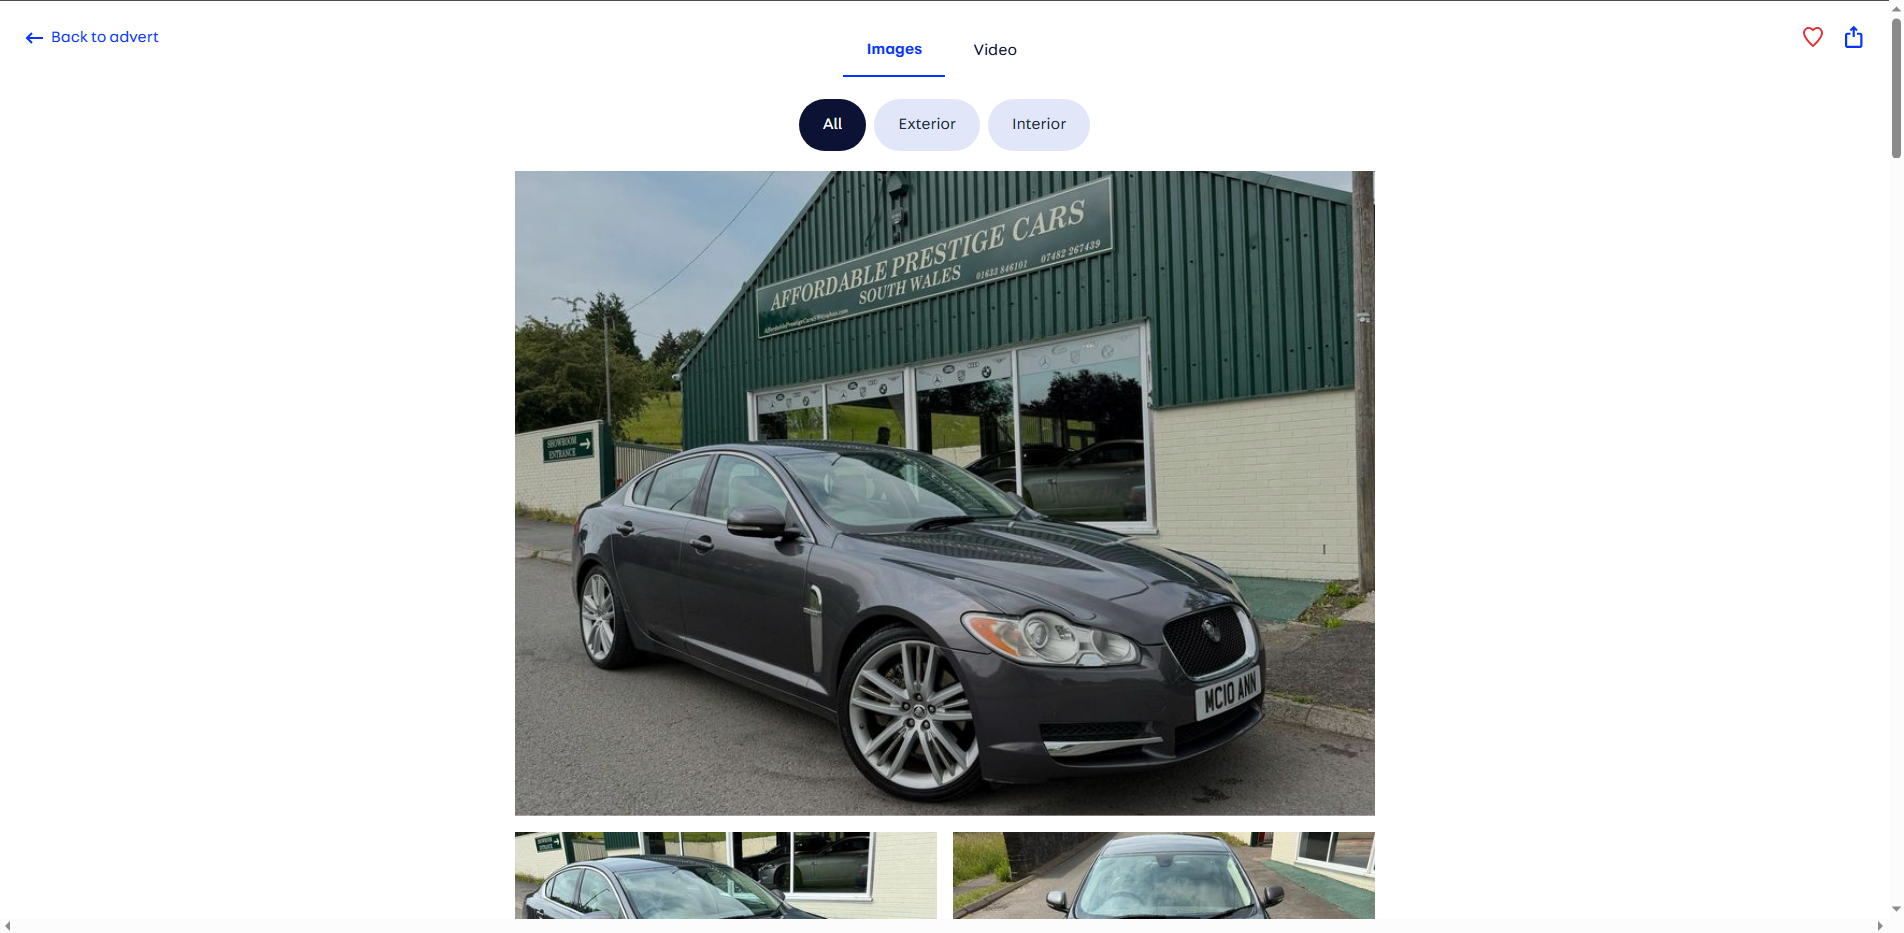 Back to advert
Images
Video
All
Exterior
Interior
AFFORDABLE PRESTIGE CARS
SOUTH WALES
01633 846101 07482 267439
SHOWROOM
ENTRANCE
MC10 ANN